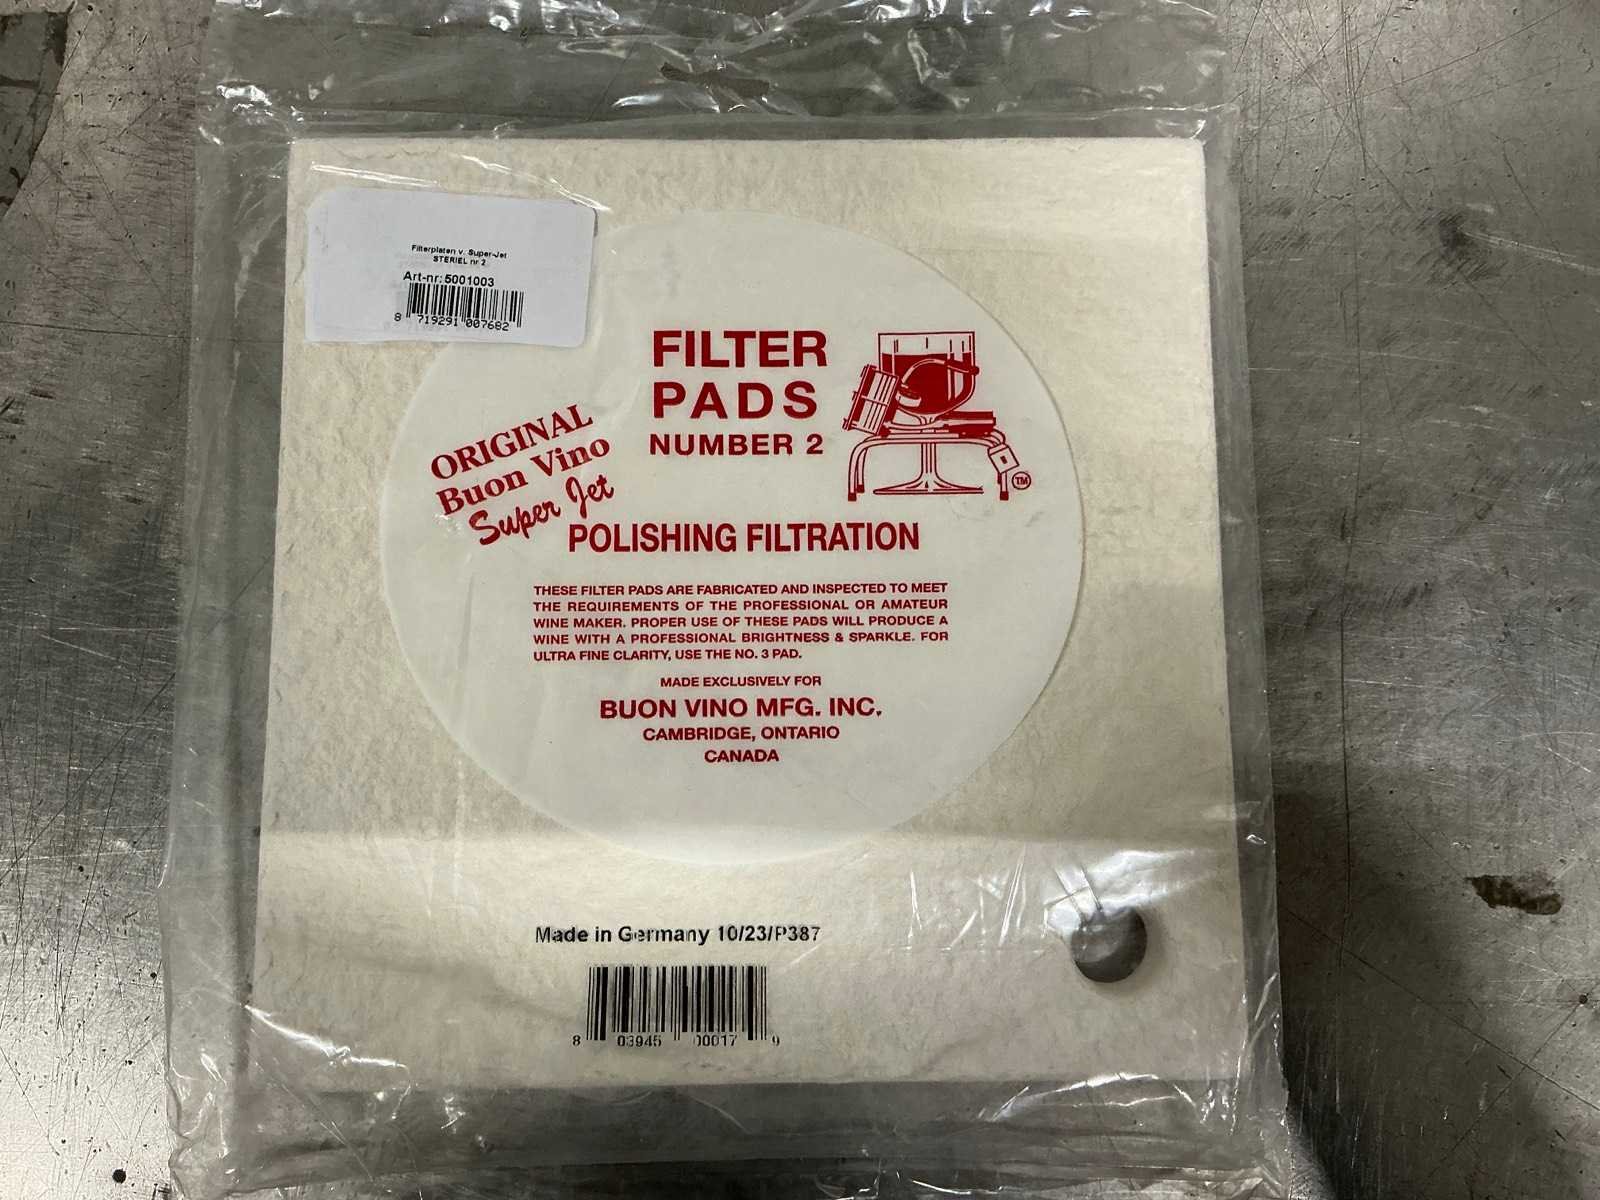 Filterplaten v. Super-Jet
STERIEL nr 2
Art-nr: 5001003
8 719291 007682
FILTER
PADS
NUMBER 2
ORIGINAL
Buon Vino
Super Jet
TM
POLISHING FILTRATION
THESE FILTER PADS ARE FABRICATED AND INSPECTED TO MEET
THE REQUIREMENTS OF THE PROFESSIONAL OR AMATEUR
WINE MAKER. PROPER USE OF THESE PADS WILL PRODUCE A
WINE WITH A PROFESSIONAL BRIGHTNESS & SPARKLE. FOR
ULTRA FINE CLARITY, USE THE NO. 3 PAD.
MADE EXCLUSIVELY FOR
BUON VINO MFG. INC.
CAMBRIDGE, ONTARIO
CANADA
Made in Germany 10/23/P387
8 03945 00017 9